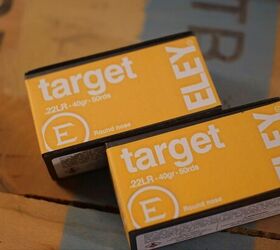 target
.22LR - 40gr - 50rds
ELEY
E
Round nose
target
.22LR - 40gr - 50rds
ELEY
E
Round nose